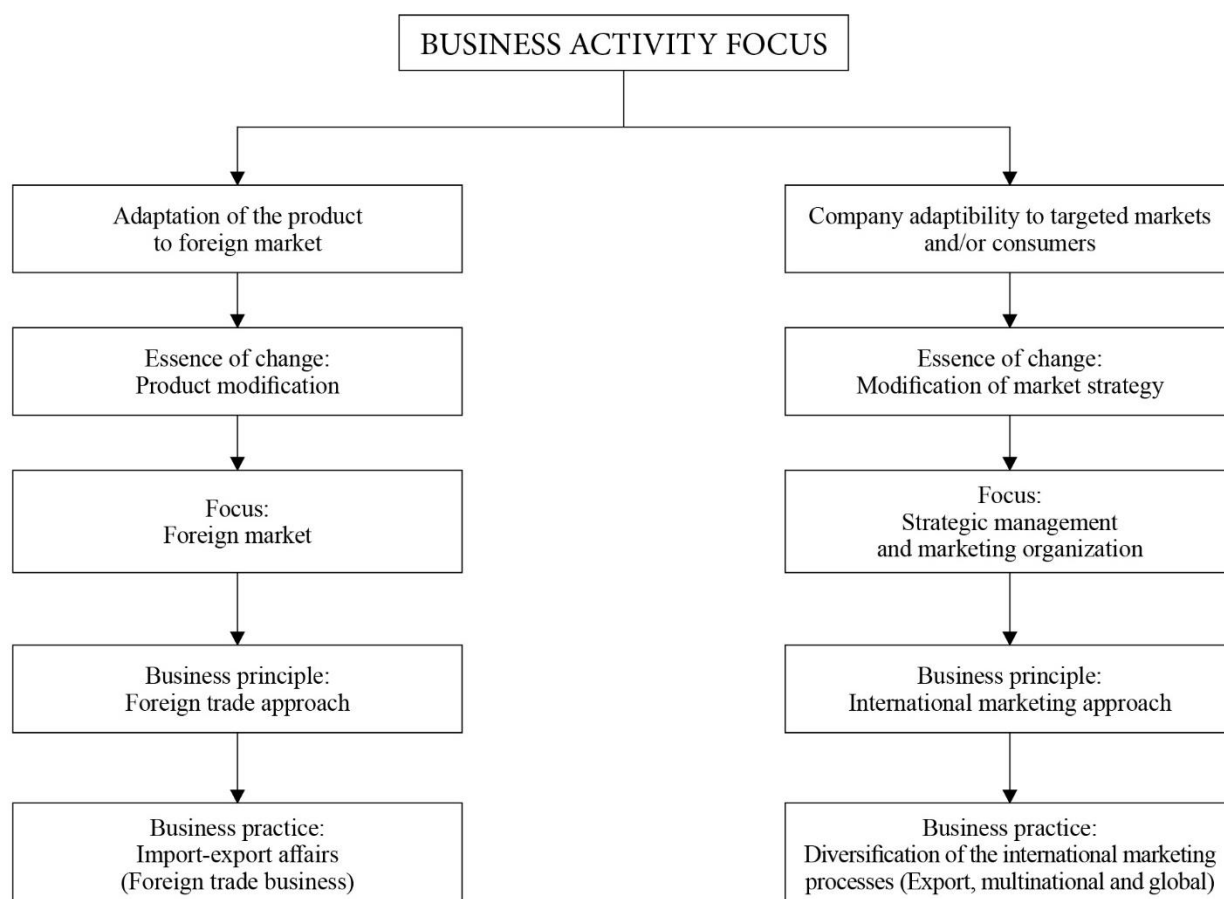 BUSINESS ACTIVITY FOCUS
Adaptation of the product
to foreign market
Essence of change:
Product modification
Focus:
Foreign market
Business principle:
Foreign trade approach
Business practice:
Import-export affairs
(Foreign trade business)
Company adaptibility to targeted markets
and/or consumers
Essence of change:
Modification of market strategy
Focus:
Strategic management
and marketing organization
Business principle:
International marketing approach
Business practice:
Diversification of the international marketing
processes (Export, multinational and global)